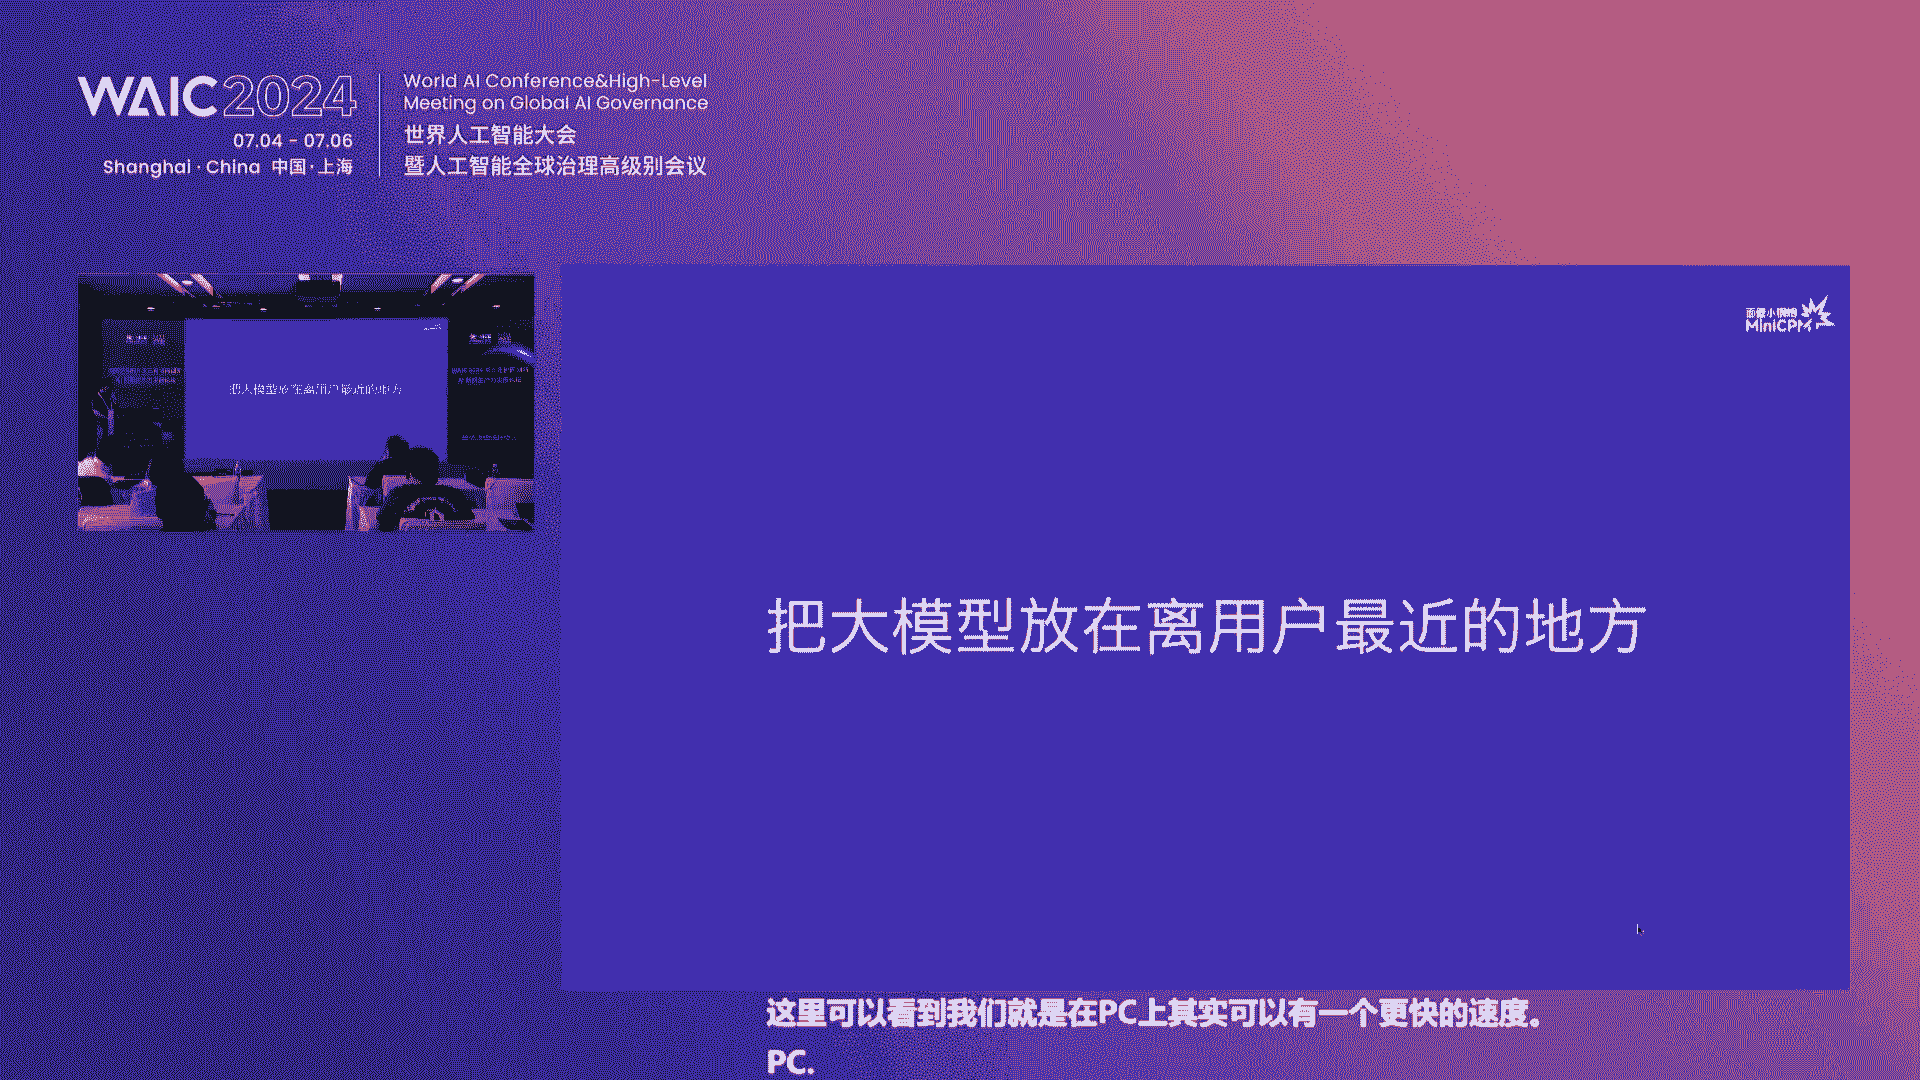 WAIC 2024
07.04 - 07.06
Shanghai · China 中国·上海
World AI Conference&High-Level
Meeting on Global AI Governance
世界人工智能大会
暨人工智能全球治理高级别会议
把大模型放在离用户最近的地方
面壁小钢炮
MiniCPM
把大模型放在离用户最近的地方
这里可以看到我们就是在PC上其实可以有一个更快的速度。
PC.